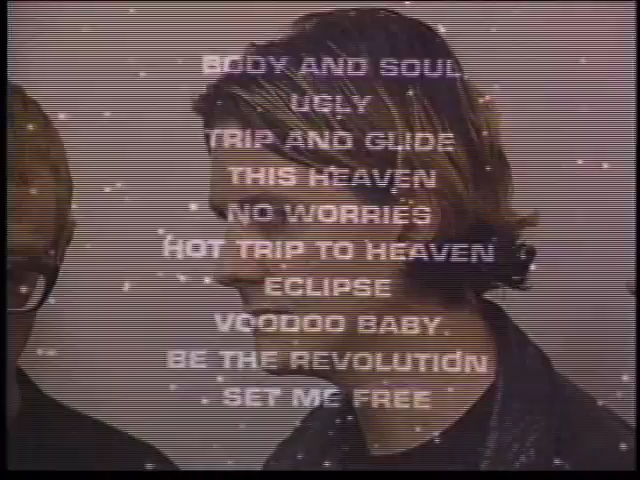 BODY AND SOUL
UGLY
TRIP AND GLIDE
THIS HEAVEN
NO WORRIES
HOT TRIP TO HEAVEN
ECLIPSE
VOODOO BABY
BE THE REVOLUTION
SET ME FREE